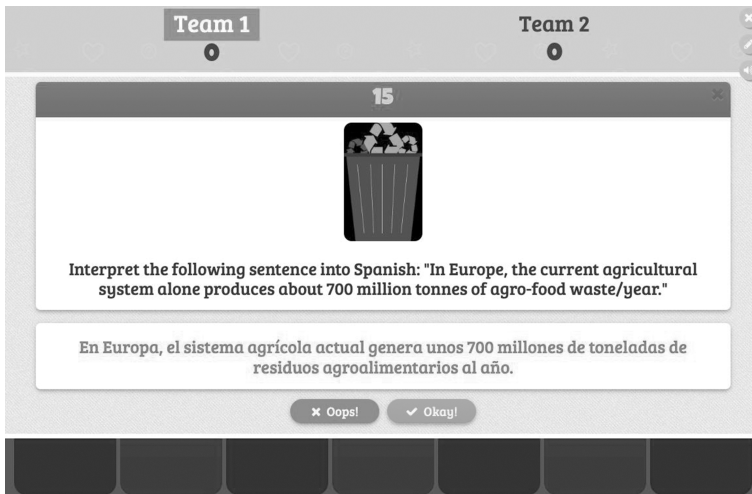 Team 1
Team 2
0
0
15
Interpret the following sentence into Spanish: "In Europe, the current agricultural
system alone produces about 700 million tonnes of agro-food waste/year."
En Europa, el sistema agrícola actual genera unos 700 millones de toneladas de
residuos agroalimentarios al año.
Oops!
Okay!